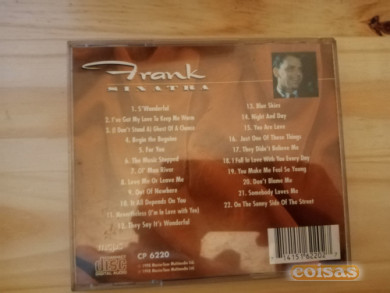 Frank
SINATRA
1. S'Wonderful
2. I've Got My Love To Keep Me Warm
3. (I Don't Stand A) Ghost Of A Chance
4. Begin the Beguine
5. For You
6. The Music Stopped
7. Ol' Man River
8. Love Me Or Leave Me
9. Out Of Nowhere
10. It All Depends On You
11. Nevertheless (I'm In Love with You)
12. They Say It's Wonderful
13. Blue Skies
14. Night And Day
15. You Are Love
16. Just One Of Those Things
17. They Didn't Believe Me
18. I Fall In Love With You Every Day
19. You Make Me Feel So Young
20. Don't Blame Me
21. Somebody Loves Me
22. On The Sunny Side Of The Street
CP 6220
COMPACT
disc
DIGITAL AUDIO
coisas